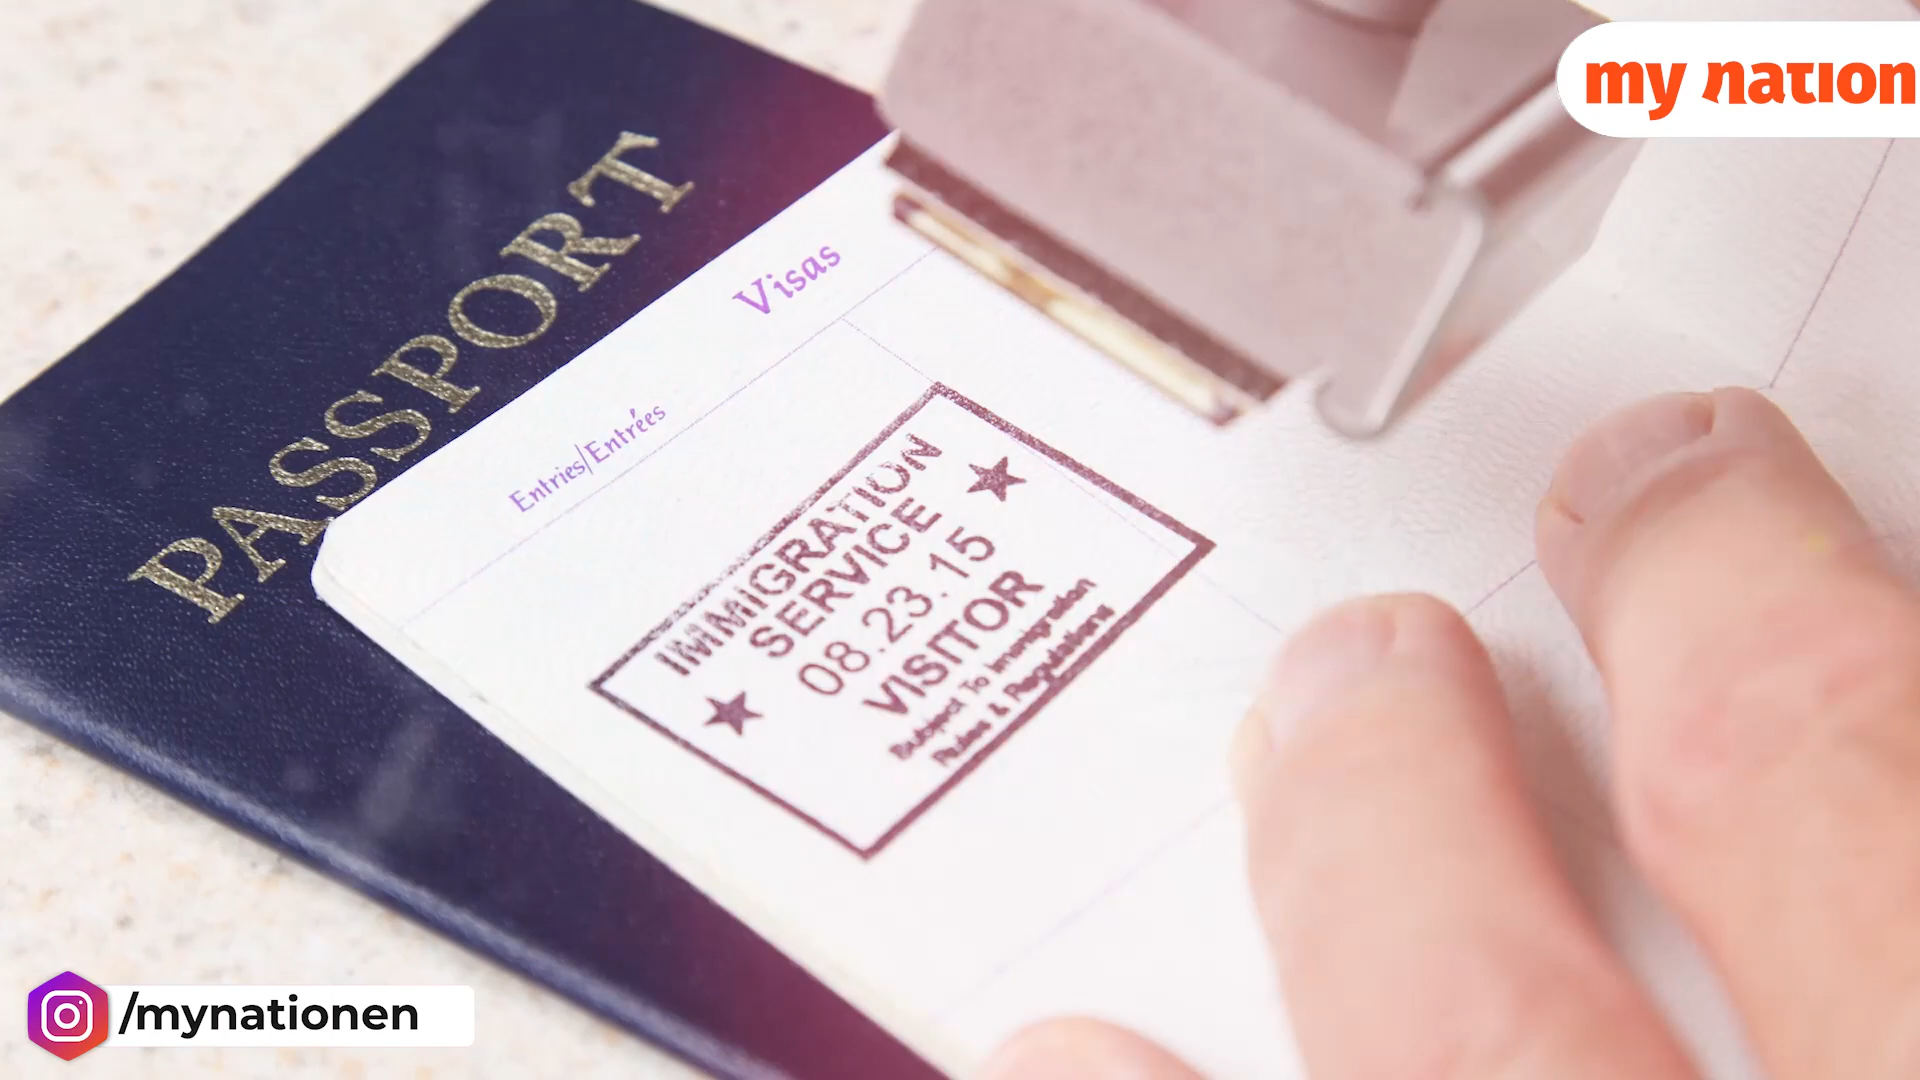 my nation
PASSPORT
Visas
Entries/Entrées
IMMIGRATION
SERVICE
08.23.15
VISITOR
Subject To Immigration
Rules & Regulations
/mynationen